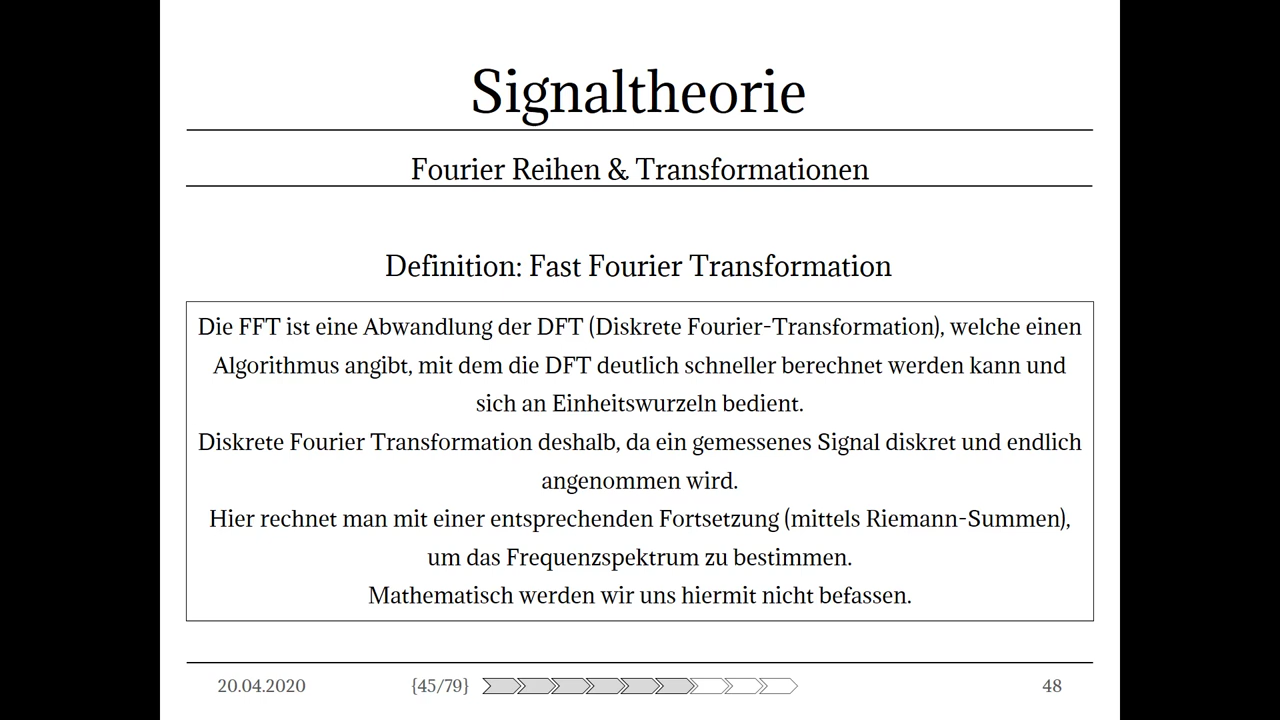 Signaltheorie
Fourier Reihen & Transformationen
Definition: Fast Fourier Transformation
Die FFT ist eine Abwandlung der DFT (Diskrete Fourier-Transformation), welche einen
Algorithmus angibt, mit dem die DFT deutlich schneller berechnet werden kann und
sich an Einheitswurzeln bedient.
Diskrete Fourier Transformation deshalb, da ein gemessenes Signal diskret und endlich
angenommen wird.
Hier rechnet man mit einer entsprechenden Fortsetzung (mittels Riemann-Summen),
um das Frequenzspektrum zu bestimmen.
Mathematisch werden wir uns hiermit nicht befassen.
20.04.2020 {45/79} 48